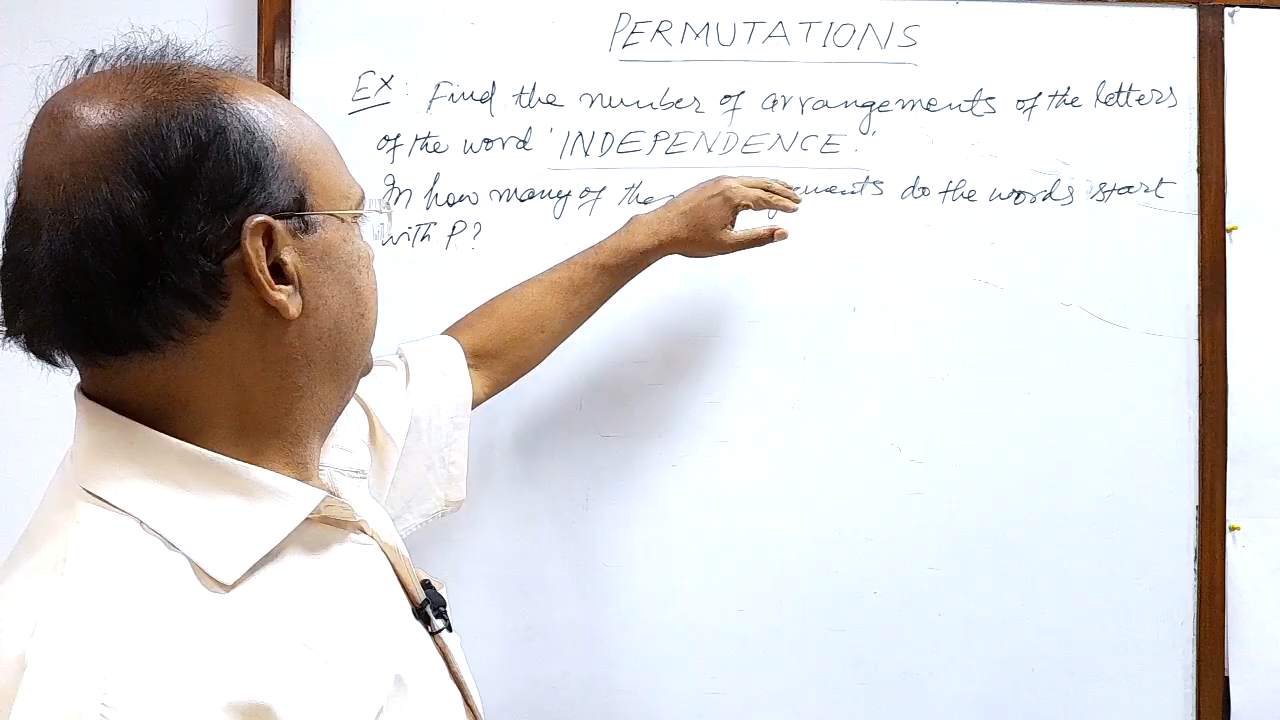 PERMUTATIONS
Ex: Find the number of arrangements of the letters
of the word 'INDEPENDENCE'.
In how many of do the words start
with P?